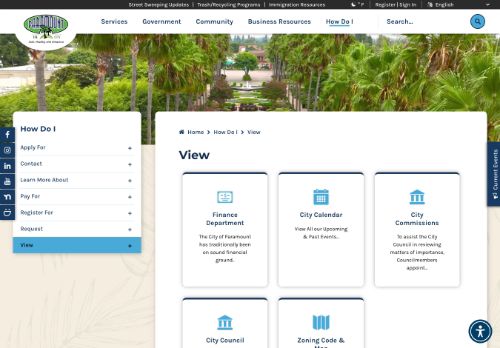 Street Sweeping Updates | Trash/Recycling Programs | Immigration Resources
° F | Register | Sign In | English
PARAMOUNT
Services Government Community Business Resources How Do I Search...
How Do I
Apply For +
Contact +
Learn More About +
Pay For +
Register For +
Request +
View +
Home > How Do I > View
View
Finance
Department
The City of Paramount
has traditionally been
on sound financial
ground.
City Calendar
View All our Upcoming
& Past Events...
City
Commissions
To assist the City
Council in reviewing
matters of importance,
Councilmembers
appoint...
City Council
Zoning Code &
Map
Current Events